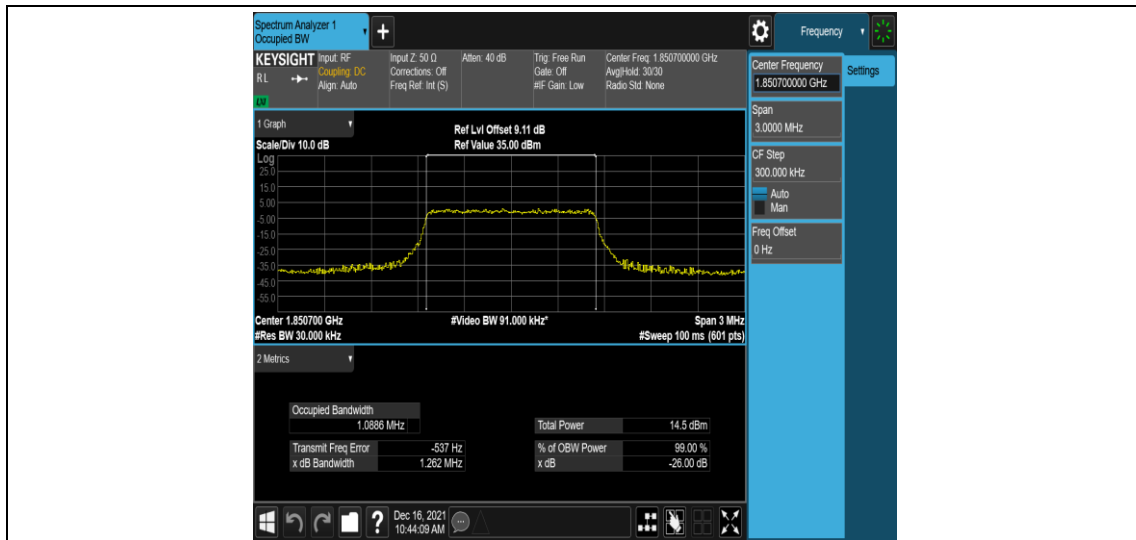 Spectrum Analyzer 1
Occupied BW
+
Frequency
KEYSIGHT
RL
LXI
Input: RF
Coupling: DC
Align: Auto
Input Z: 50 Ω
Corrections: Off
Freq Ref: Int (S)
Atten: 40 dB
Trig: Free Run
Gate: Off
#IF Gain: Low
Center Freq: 1.850700000 GHz
Avg|Hold: 30/30
Radio Std: None
Center Frequency
1.850700000 GHz
Settings
Span
3.0000 MHz
CF Step
300.000 kHz
Auto
Man
Freq Offset
0 Hz
1 Graph
Scale/Div 10.0 dB
Ref Lvl Offset 9.11 dB
Ref Value 35.00 dBm
Log
25.0
15.0
5.00
-5.00
-15.0
-25.0
-35.0
-45.0
-55.0
Center 1.850700 GHz
#Video BW 91.000 kHz*
Span 3 MHz
#Res BW 30.000 kHz
#Sweep 100 ms (601 pts)
2 Metrics
Occupied Bandwidth
1.0886 MHz
Total Power 14.5 dBm
Transmit Freq Error -537 Hz
% of OBW Power 99.00 %
x dB Bandwidth 1.262 MHz
x dB -26.00 dB
?
Dec 16, 2021
10:44:09 AM